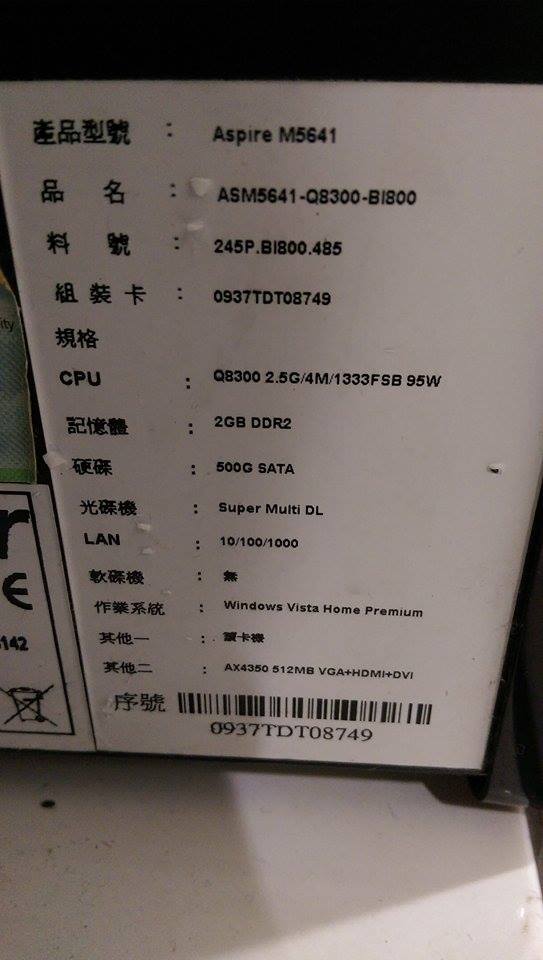 產品型號 : Aspire M5641
品 名 : ASM5641-Q8300-BI800
料 號 : 245P.BI800.485
組 裝 卡 : 0937TDT08749
規格
CPU : Q8300 2.5G/4M/1333FSB 95W
記憶體 : 2GB DDR2
硬碟 : 500G SATA
光碟機 : Super Multi DL
LAN : 10/100/1000
軟碟機 : 無
作業系統 : Windows Vista Home Premium
其他一 : 讀卡機
其他二 : AX4350 512MB VGA+HDMI+DVI
序號
0937TDT08749
ity
r
CE
142